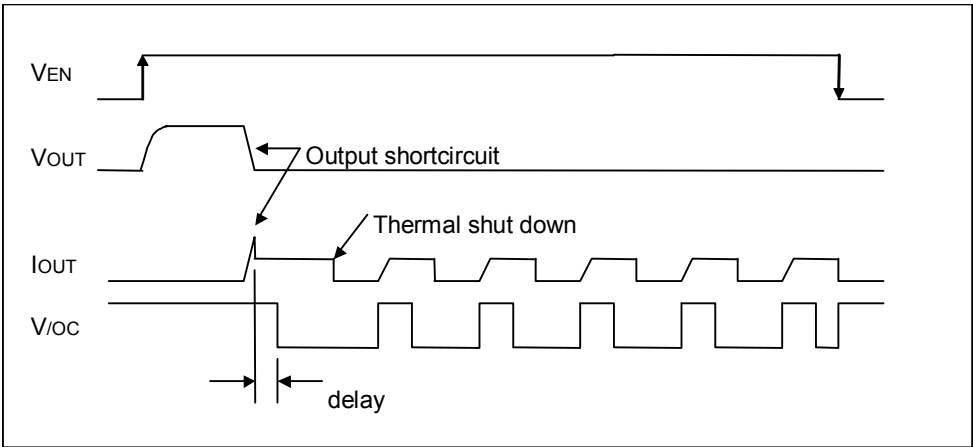 VEN
VOUT
Output shortcircuit
Thermal shut down
IOUT
V/OC
delay